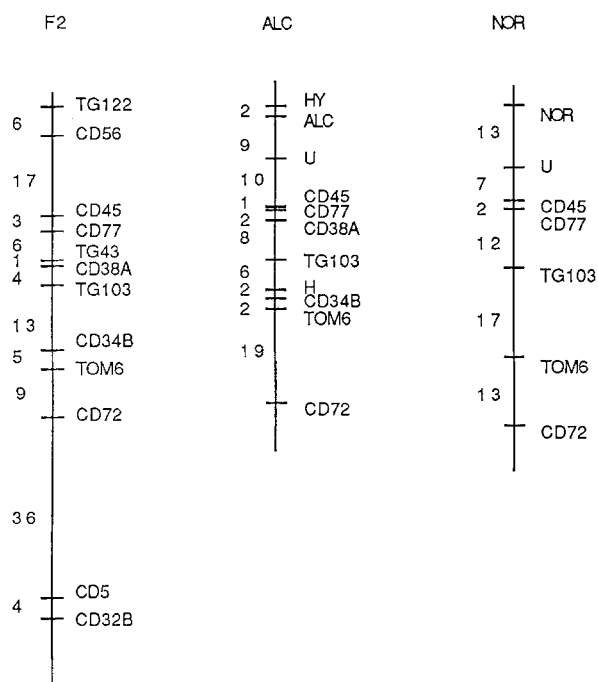 F2
TG122
6
CD56
17
CD45
3
CD77
6
TG43
1
CD38A
4
TG103
13
CD34B
5
TOM6
9
CD72
36
CD5
4
CD32B
ALC
HY
2
ALC
9
U
10
CD45
1
CD77
2
CD38A
8
TG103
6
H
2
CD34B
2
TOM6
19
CD72
NOR
NOR
13
U
7
CD45
2
CD77
12
TG103
17
TOM6
13
CD72